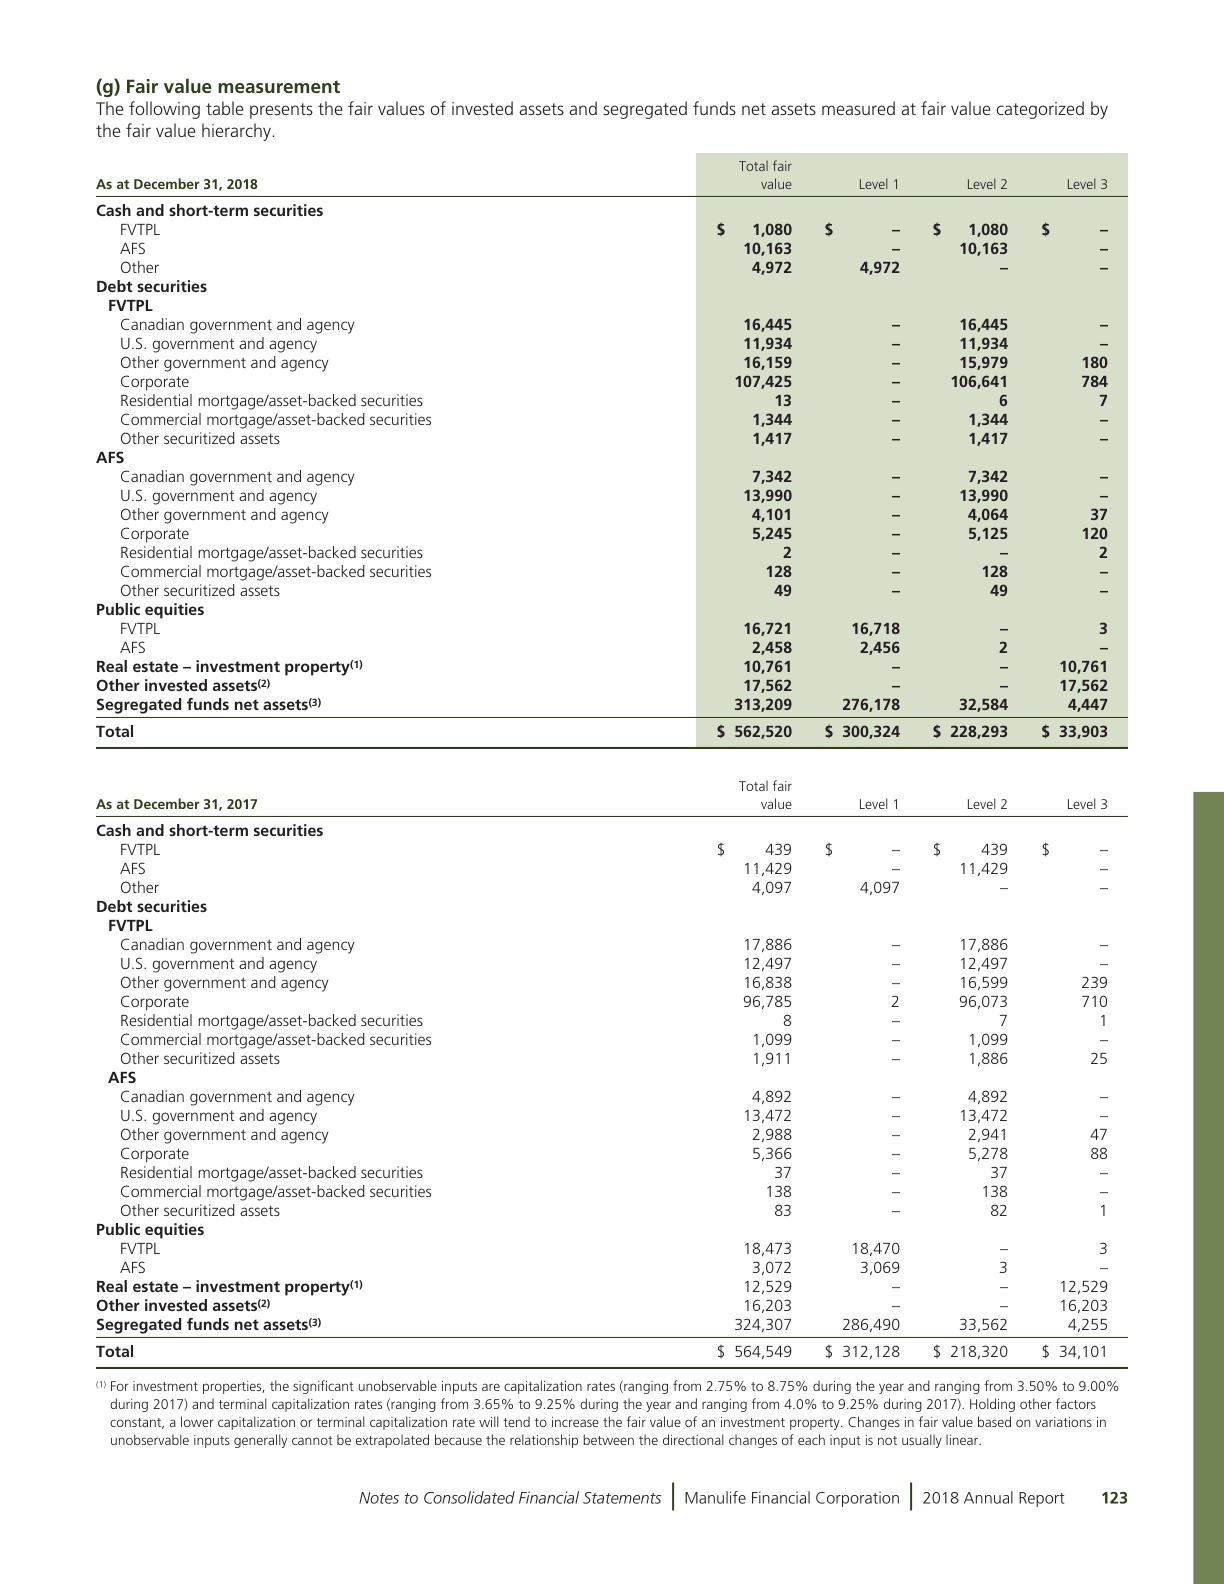 (g) Fair value measurement
The following table presents the fair values of invested assets and segregated funds net assets measured at fair value categorized by
the fair value hierarchy.
Total fair
As at December 31, 2018 value Level 1 Level 2 Level 3
Cash and short-term securities
FVTPL $ 1,080 $ – $ 1,080 $ –
AFS 10,163 – 10,163 –
Other 4,972 4,972 – –
Debt securities
FVTPL
Canadian government and agency 16,445 – 16,445 –
U.S. government and agency 11,934 – 11,934 –
Other government and agency 16,159 – 15,979 180
Corporate 107,425 – 106,641 784
Residential mortgage/asset-backed securities 13 – 6 7
Commercial mortgage/asset-backed securities 1,344 – 1,344 –
Other securitized assets 1,417 – 1,417 –
AFS
Canadian government and agency 7,342 – 7,342 –
U.S. government and agency 13,990 – 13,990 –
Other government and agency 4,101 – 4,064 37
Corporate 5,245 – 5,125 120
Residential mortgage/asset-backed securities 2 – – 2
Commercial mortgage/asset-backed securities 128 – 128 –
Other securitized assets 49 – 49 –
Public equities
FVTPL 16,721 16,718 – 3
AFS 2,458 2,456 2 –
Real estate – investment property(1) 10,761 – – 10,761
Other invested assets(2) 17,562 – – 17,562
Segregated funds net assets(3) 313,209 276,178 32,584 4,447
Total $ 562,520 $ 300,324 $ 228,293 $ 33,903
Total fair
As at December 31, 2017 value Level 1 Level 2 Level 3
Cash and short-term securities
FVTPL $ 439 $ – $ 439 $ –
AFS 11,429 – 11,429 –
Other 4,097 4,097 – –
Debt securities
FVTPL
Canadian government and agency 17,886 – 17,886 –
U.S. government and agency 12,497 – 12,497 –
Other government and agency 16,838 – 16,599 239
Corporate 96,785 2 96,073 710
Residential mortgage/asset-backed securities 8 – 7 1
Commercial mortgage/asset-backed securities 1,099 – 1,099 –
Other securitized assets 1,911 – 1,886 25
AFS
Canadian government and agency 4,892 – 4,892 –
U.S. government and agency 13,472 – 13,472 –
Other government and agency 2,988 – 2,941 47
Corporate 5,366 – 5,278 88
Residential mortgage/asset-backed securities 37 – 37 –
Commercial mortgage/asset-backed securities 138 – 138 –
Other securitized assets 83 – 82 1
Public equities
FVTPL 18,473 18,470 – 3
AFS 3,072 3,069 3 –
Real estate – investment property(1) 12,529 – – 12,529
Other invested assets(2) 16,203 – – 16,203
Segregated funds net assets(3) 324,307 286,490 33,562 4,255
Total $ 564,549 $ 312,128 $ 218,320 $ 34,101
(1) For investment properties, the significant unobservable inputs are capitalization rates (ranging from 2.75% to 8.75% during the year and ranging from 3.50% to 9.00%
during 2017) and terminal capitalization rates (ranging from 3.65% to 9.25% during the year and ranging from 4.0% to 9.25% during 2017). Holding other factors
constant, a lower capitalization or terminal capitalization rate will tend to increase the fair value of an investment property. Changes in fair value based on variations in
unobservable inputs generally cannot be extrapolated because the relationship between the directional changes of each input is not usually linear.
Notes to Consolidated Financial Statements | Manulife Financial Corporation | 2018 Annual Report 123